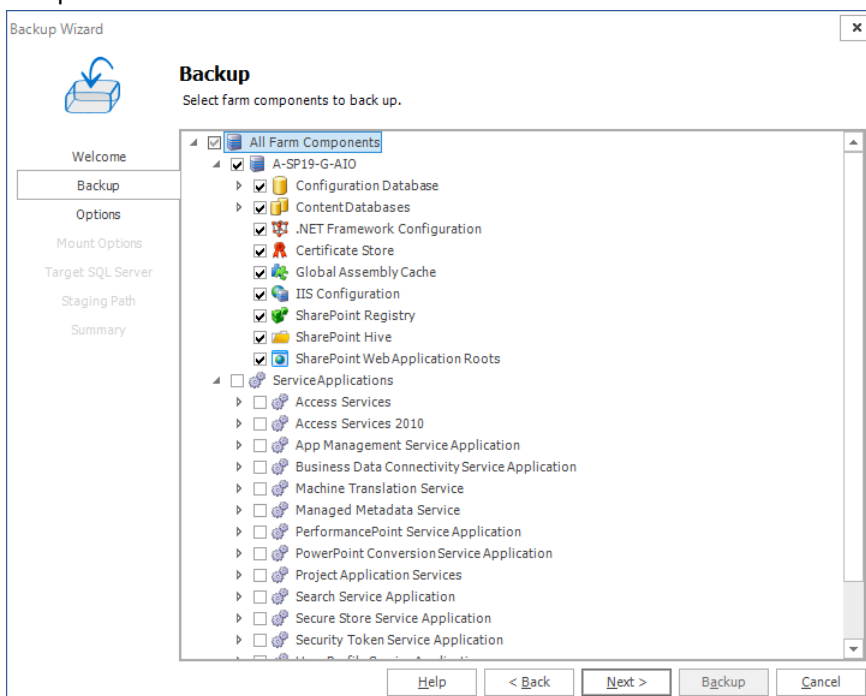 Backup Wizard
Backup
Select farm components to back up.
Welcome
Backup
Options
Mount Options
Target SQL Server
Staging Path
Summary
All Farm Components
A-SP19-G-AIO
Configuration Database
Content Databases
.NET Framework Configuration
Certificate Store
Global Assembly Cache
IIS Configuration
SharePoint Registry
SharePoint Hive
SharePoint Web Application Roots
Service Applications
Access Services
Access Services 2010
App Management Service Application
Business Data Connectivity Service Application
Machine Translation Service
Managed Metadata Service
PerformancePoint Service Application
PowerPoint Conversion Service Application
Project Application Services
Search Service Application
Secure Store Service Application
Security Token Service Application
Help
< Back
Next >
Backup
Cancel